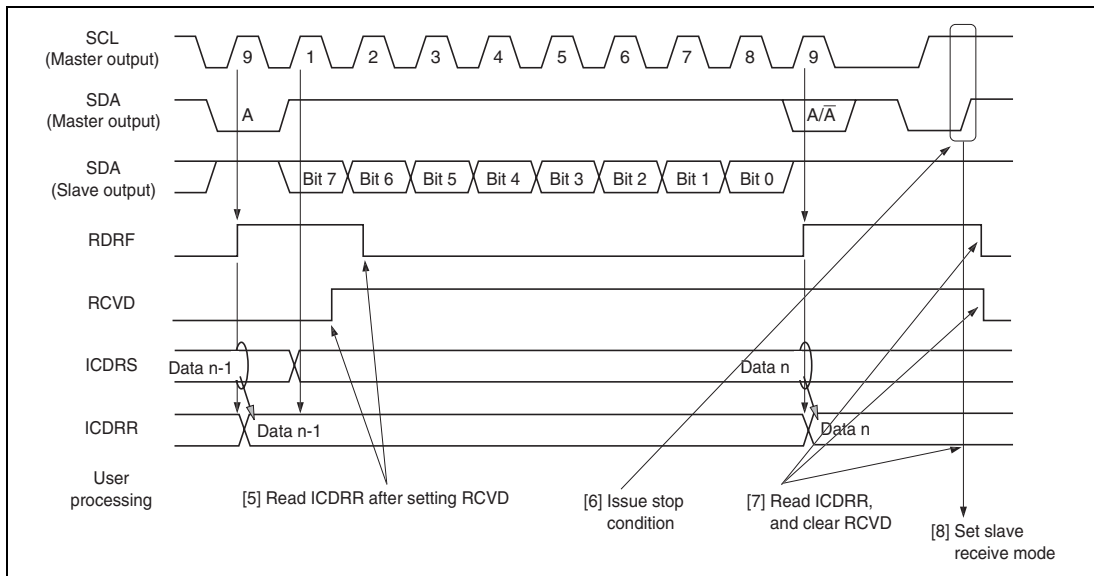 SCL
(Master output)
9 1 2 3 4 5 6 7 8 9
SDA
(Master output)
A A/A̅
SDA
(Slave output)
Bit 7 Bit 6 Bit 5 Bit 4 Bit 3 Bit 2 Bit 1 Bit 0
RDRF
RCVD
ICDRS
Data n-1 Data n
ICDRR
Data n-1 Data n
User
processing
[5] Read ICDRR after setting RCVD
[6] Issue stop
condition
[7] Read ICDRR,
and clear RCVD
[8] Set slave
receive mode